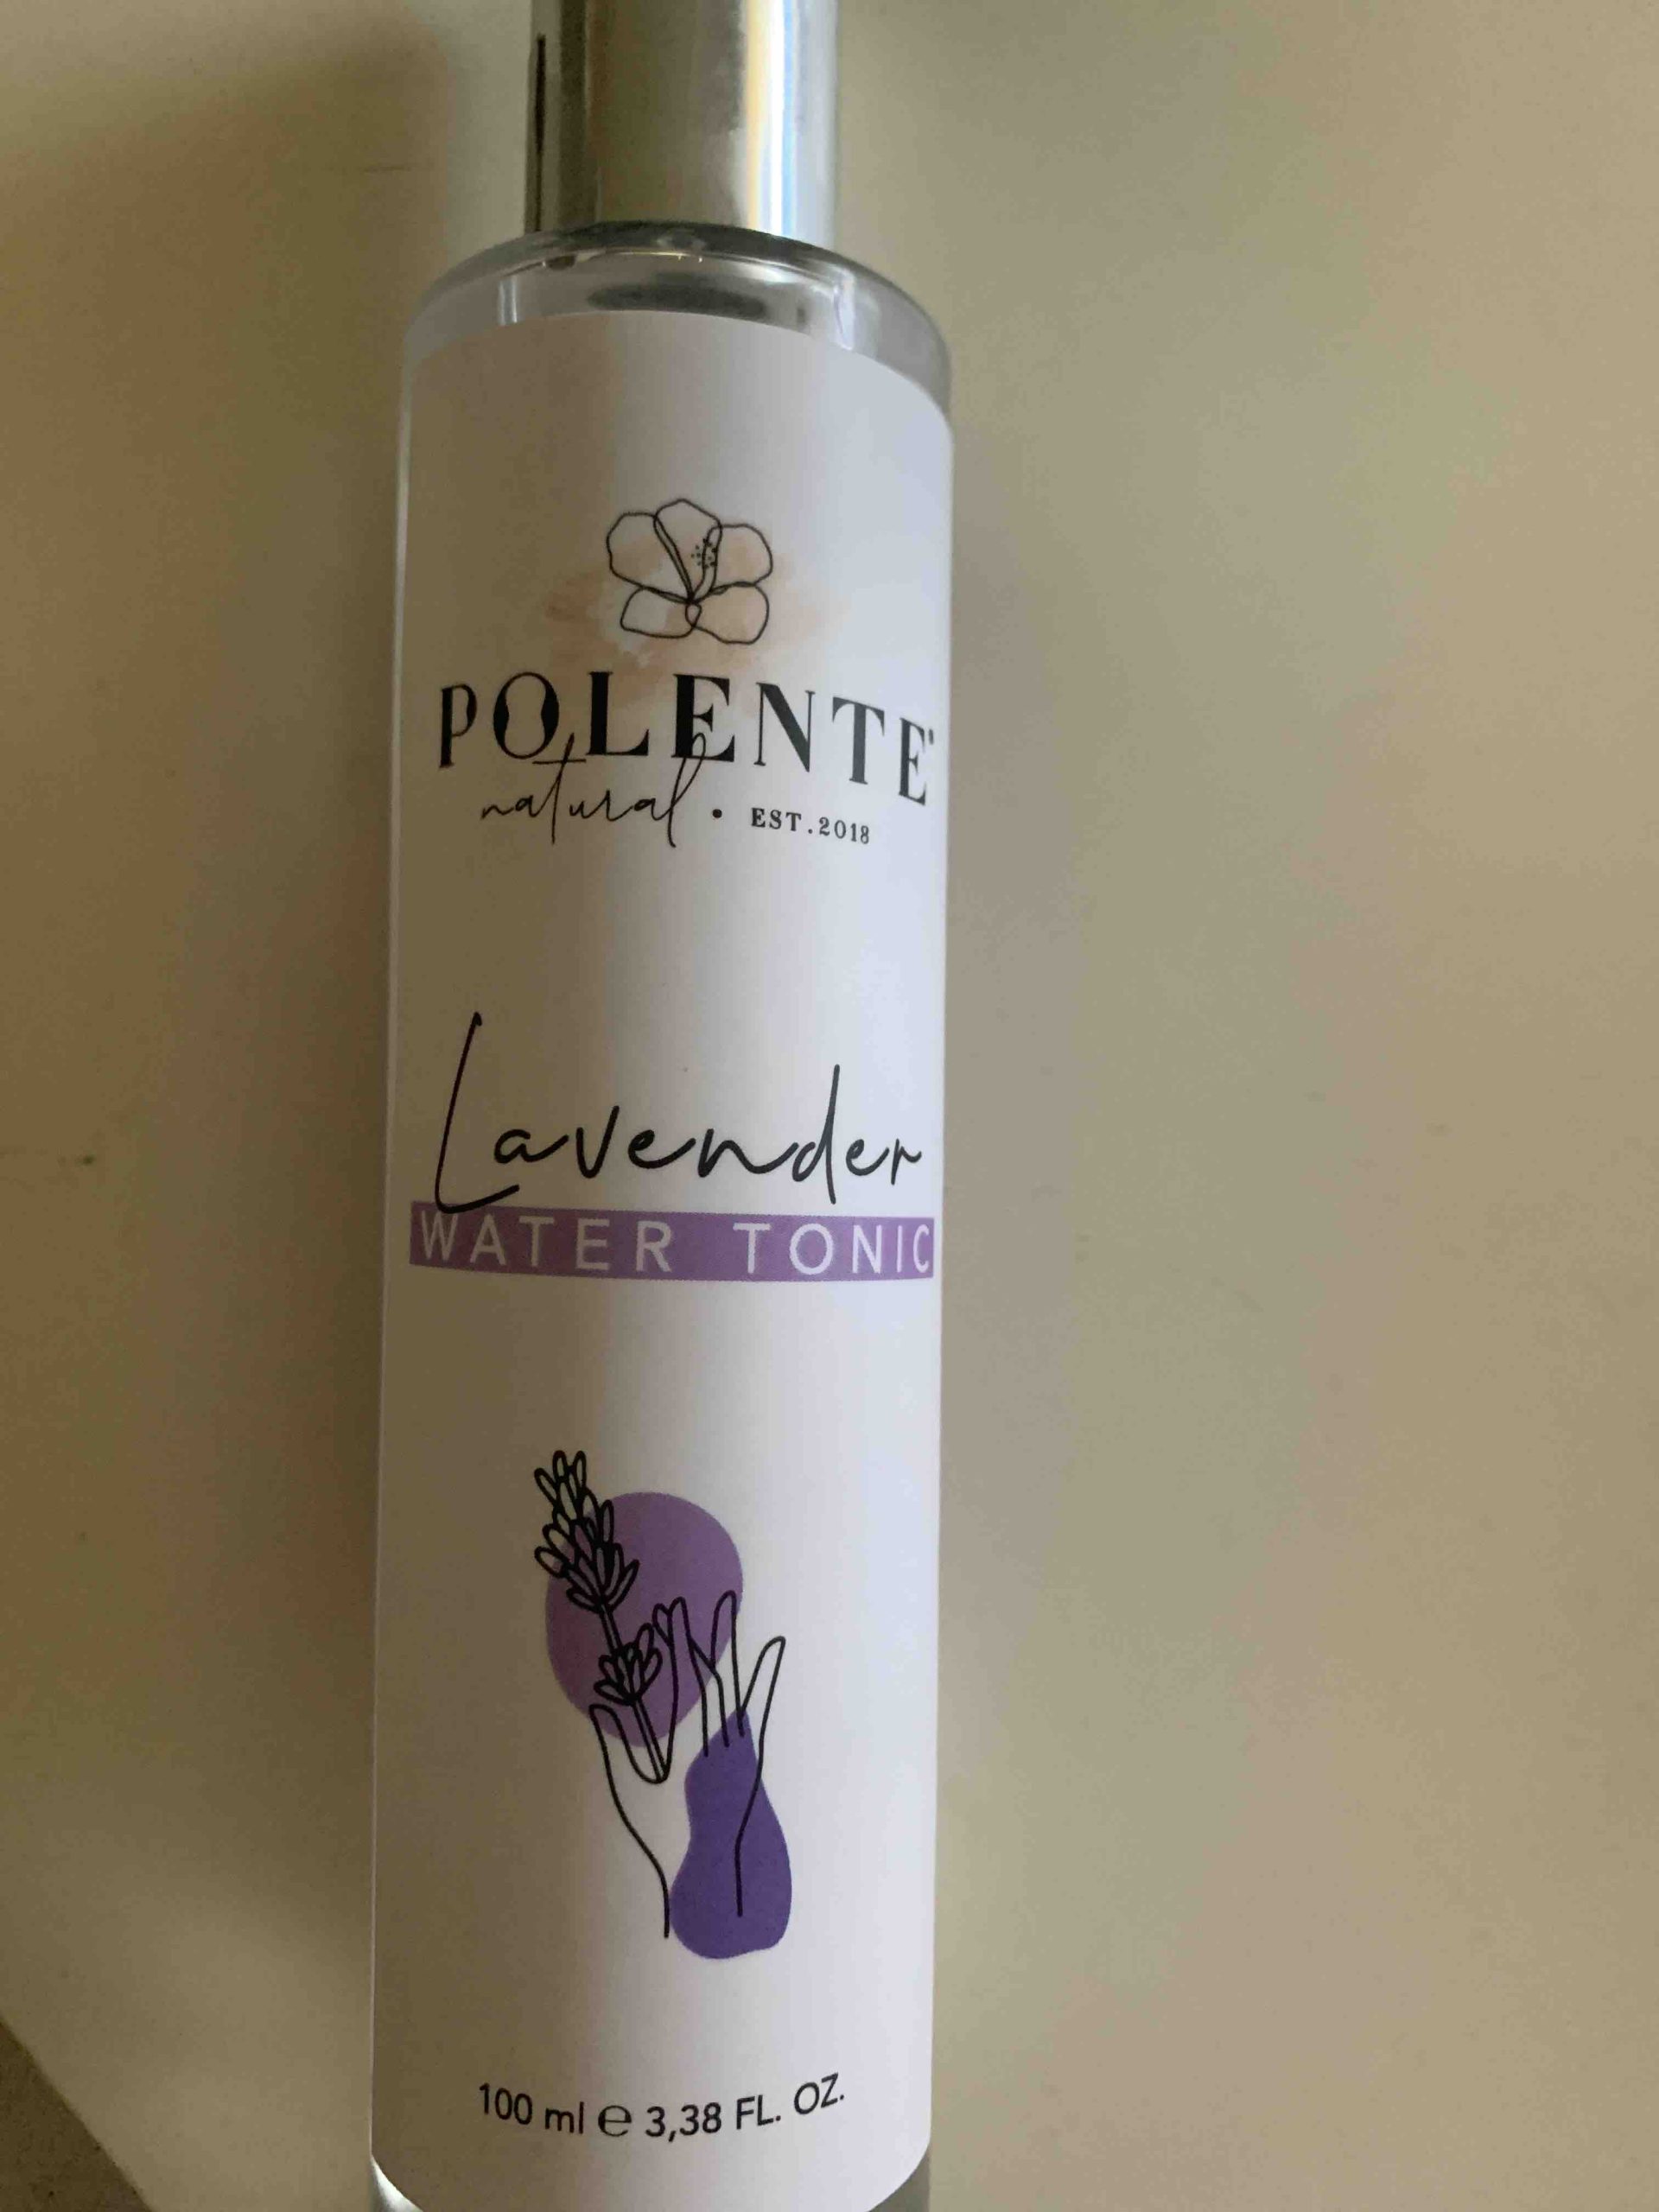 POLENTE
natural • EST.2018
Lavender
WATER TONIC
100 ml ℮ 3,38 FL. OZ.